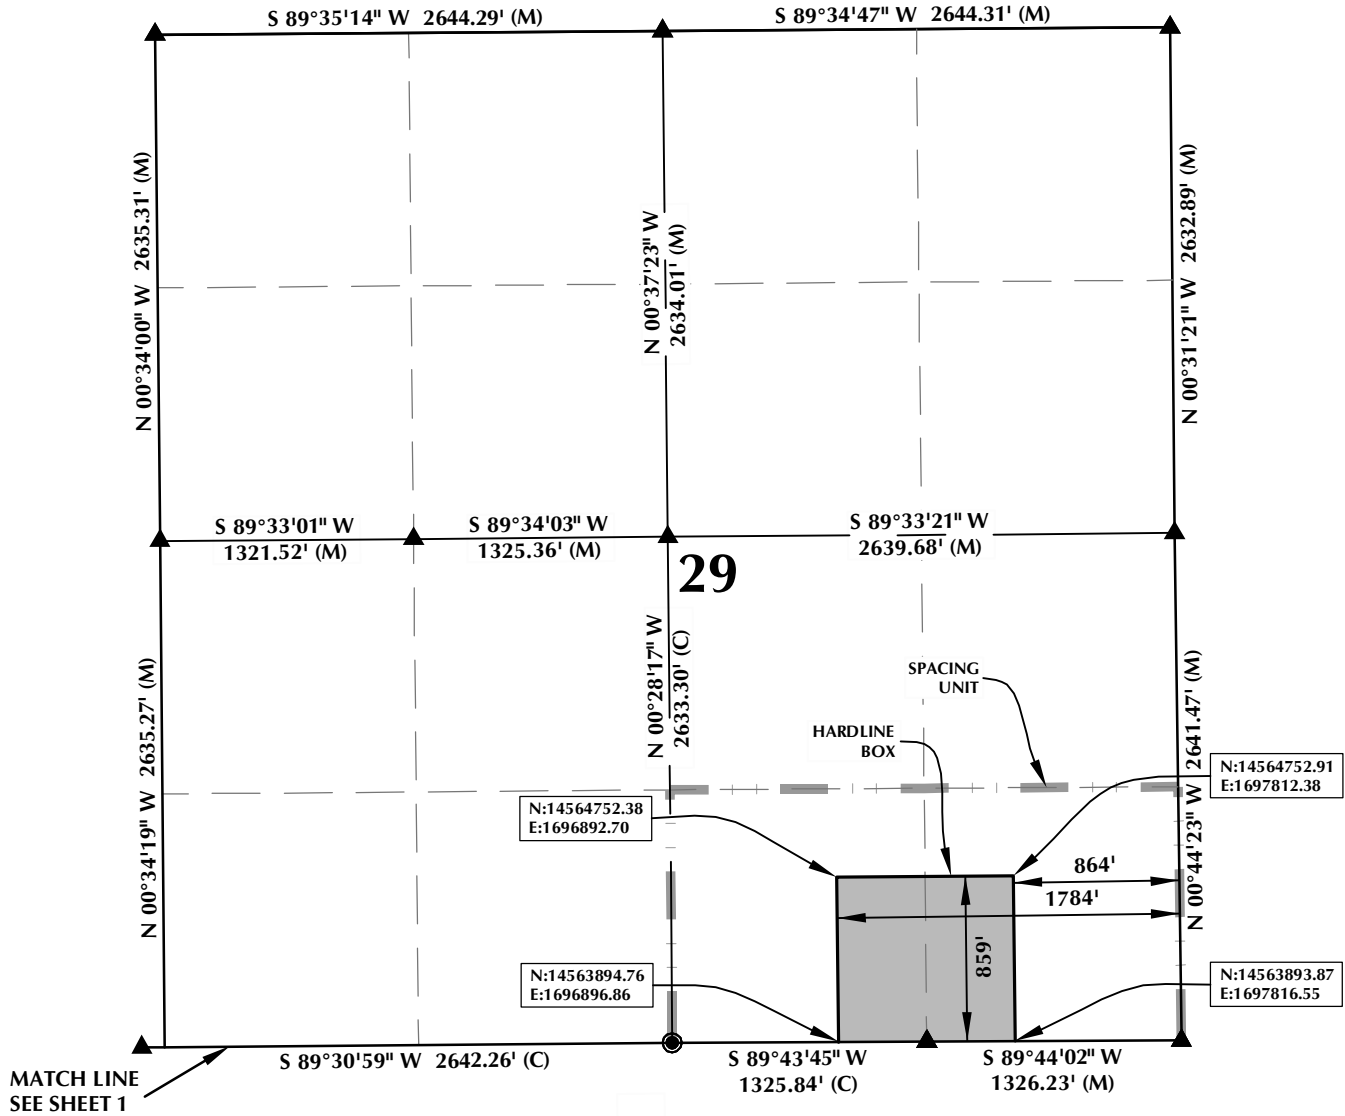 S 89°35'14" W 2644.29' (M)
S 89°34'47" W 2644.31' (M)
N 00°34'00" W 2635.31' (M)
N 00°37'23" W
2634.01' (M)
N 00°31'21" W 2632.89' (M)
S 89°33'01" W
1321.52' (M)
S 89°34'03" W
1325.36' (M)
S 89°33'21" W
2639.68' (M)
29
N 00°34'19" W 2635.27' (M)
N 00°28'17" W
2633.30' (C)
N 00°44'23" W 2641.47' (M)
SPACING
UNIT
HARDLINE
BOX
N:14564752.38
E:1696892.70
N:14564752.91
E:1697812.38
864'
1784'
859'
N:14563894.76
E:1696896.86
N:14563893.87
E:1697816.55
S 89°30'59" W 2642.26' (C)
S 89°43'45" W
1325.84' (C)
S 89°44'02" W
1326.23' (M)
MATCH LINE
SEE SHEET 1